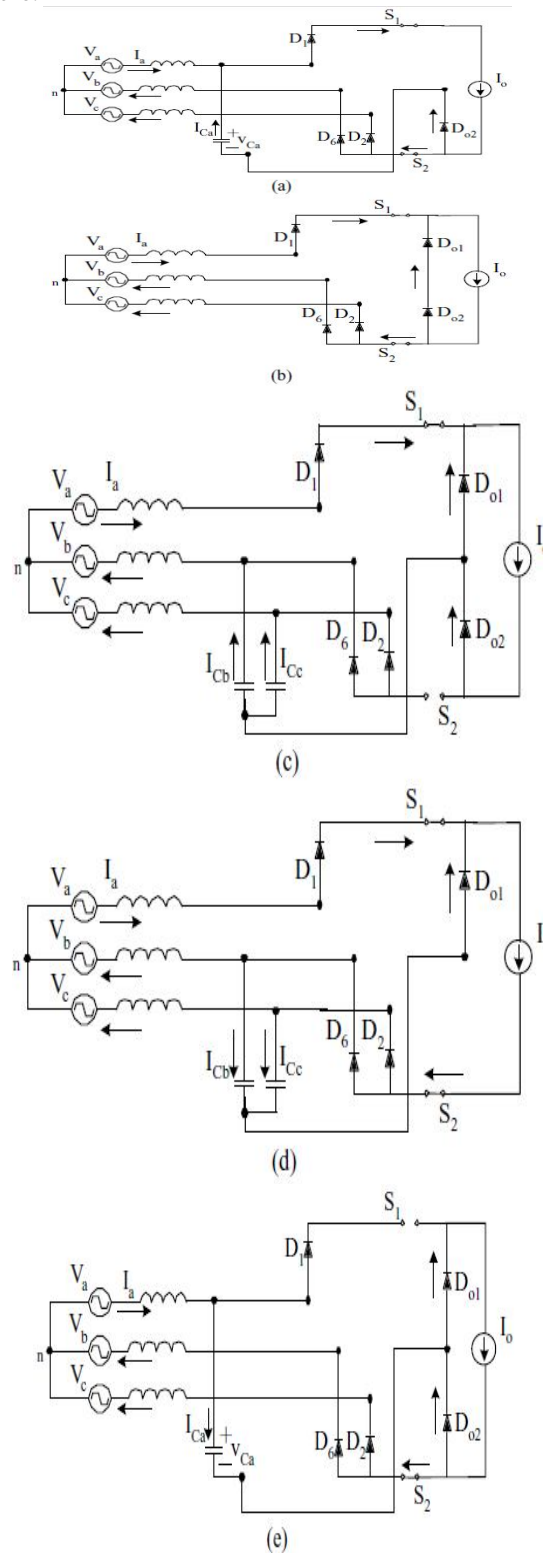 S1
D1
Va Ia
Io
Vb
n
Vc
ICa + VCa −
D6 D2 Do2
S2
(a)
S1
D1
Va Ia
Do1
Vb
Io
n
Vc
D6 D2 Do2
S2
(b)
S1
D1
Va Ia
Do1
Vb
I
n
Vc
D6 D2 Do2
ICb ICc
S2
(c)
S1
D1
Va Ia
Do1
Vb
I
n
Vc
D6 D2
ICb ICc
S2
(d)
S1
D1
Va Ia
Do1
Vb
Io
n
Vc
ICa + VCa −
D6 D2 Do2
S2
(e)